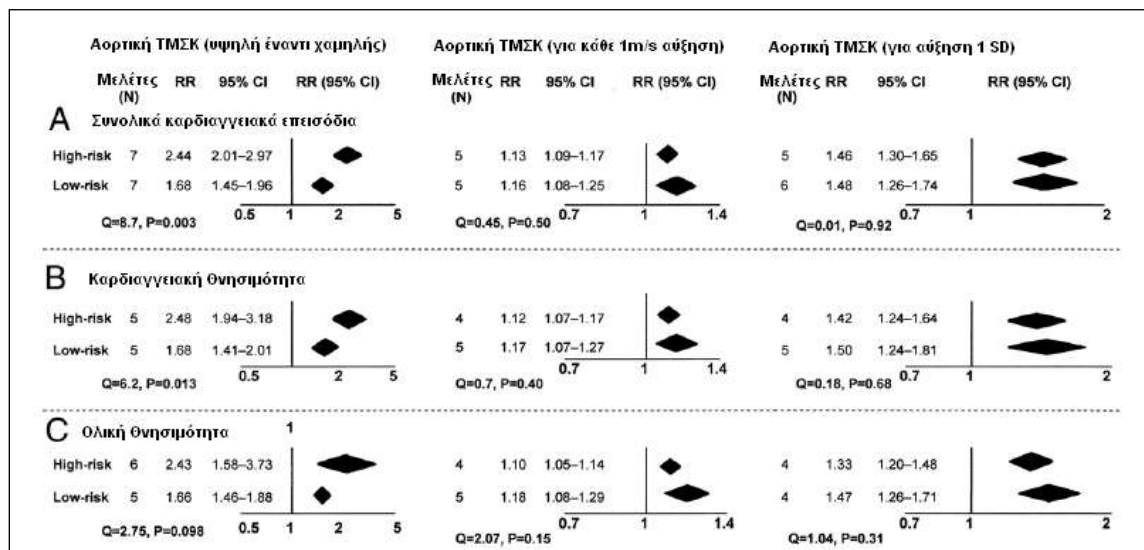 Αορτική ΤΜΣΚ (υψηλή έναντι χαμηλής) Αορτική ΤΜΣΚ (για κάθε 1m/s αύξηση) Αορτική ΤΜΣΚ (για αύξηση 1 SD)
Μελέτες (N) RR 95% CI RR (95% CI) Μελέτες (N) RR 95% CI RR (95% CI) Μελέτες (N) RR 95% CI RR (95% CI)
A Συνολικά καρδιαγγειακά επεισόδια
High-risk 7 2.44 2.01–2.97 5 1.13 1.09–1.17 5 1.46 1.30–1.65
Low-risk 7 1.68 1.45–1.96 5 1.16 1.08–1.25 6 1.48 1.26–1.74
0.5 1 2 5 0.7 1 1.4 0.7 1 2
Q=8.7, P=0.003 Q=0.45, P=0.50 Q=0.01, P=0.92
B Καρδιαγγειακή Θνησιμότητα
High-risk 5 2.48 1.94–3.18 4 1.12 1.07–1.17 4 1.42 1.24–1.64
Low-risk 5 1.68 1.41–2.01 5 1.17 1.07–1.27 5 1.50 1.24–1.81
0.5 2 5 0.7 1 1.4 0.7 1 2
Q=6.2, P=0.013 Q=0.7, P=0.40 Q=0.18, P=0.68
C Ολική Θνησιμότητα 1
High-risk 6 2.43 1.58–3.73 4 1.10 1.05–1.14 4 1.33 1.20–1.48
Low-risk 5 1.66 1.46–1.88 5 1.18 1.08–1.29 4 1.47 1.26–1.71
0.5 1 2 5 0.7 1 1.4 0.7 1 2
Q=2.75, P=0.098 Q=2.07, P=0.15 Q=1.04, P=0.31